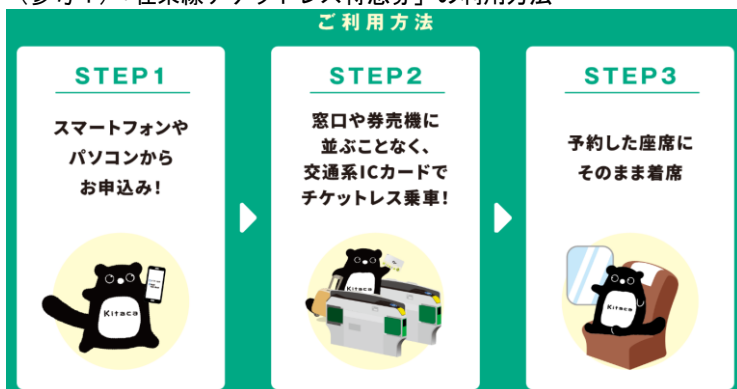 ご利用方法
STEP1
スマートフォンや
パソコンから
お申込み!
Kitaca
STEP2
窓口や券売機に
並ぶことなく、
交通系ICカードで
チケットレス乗車!
Kitaca
STEP3
予約した座席に
そのまま着席
Kitaca